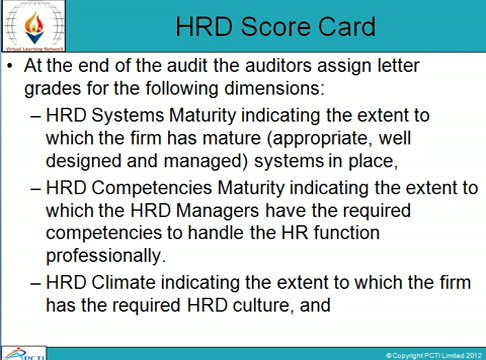 HRD Score Card
Virtual Learning Network
• At the end of the audit the auditors assign letter
grades for the following dimensions:
– HRD Systems Maturity indicating the extent to
which the firm has mature (appropriate, well
designed and managed) systems in place,
– HRD Competencies Maturity indicating the extent to
which the HRD Managers have the required
competencies to handle the HR function
professionally.
– HRD Climate indicating the extent to which the firm
has the required HRD culture, and
PCTI
© Copyright PCTI Limited 2012